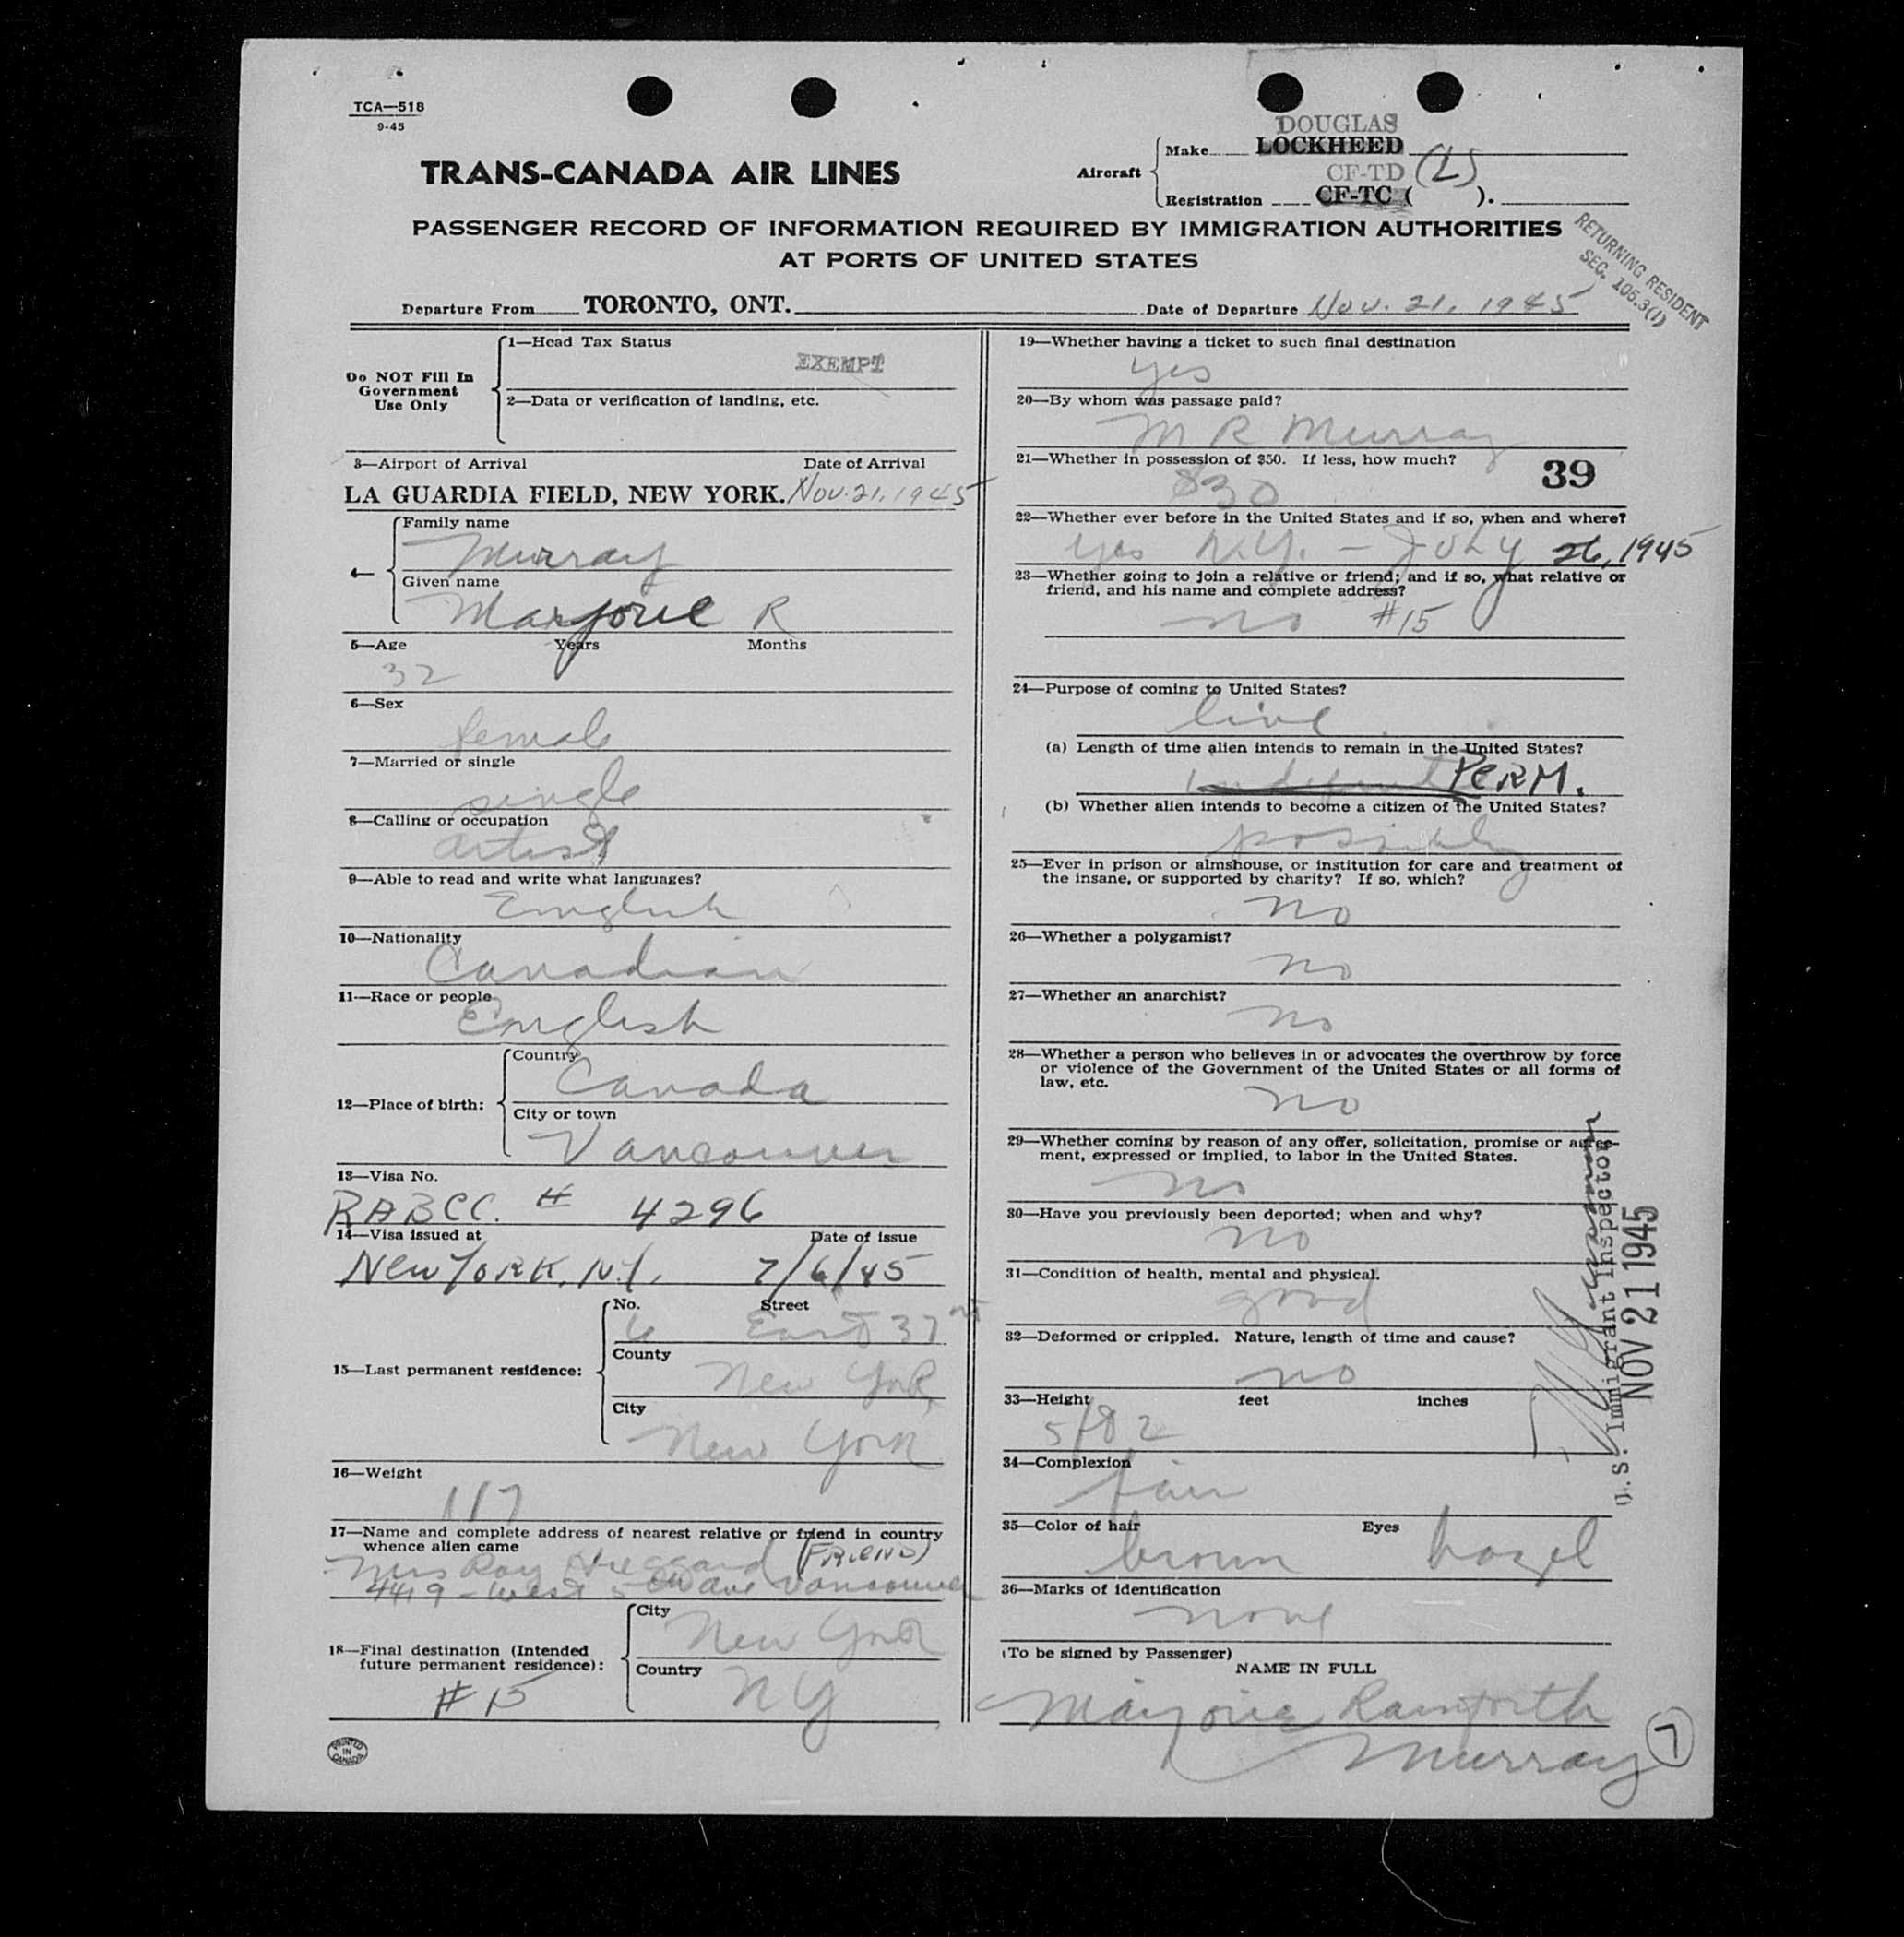 TCA—518
9-45
TRANS-CANADA AIR LINES
Aircraft
Make
DOUGLAS
LOCKHEED
CF-TD (L)
Registration CF-TC ( ).
PASSENGER RECORD OF INFORMATION REQUIRED BY IMMIGRATION AUTHORITIES
AT PORTS OF UNITED STATES
RETURNING RESIDENT
SEC. 105.3(1)
Departure From TORONTO, ONT. Date of Departure Nov. 21. 1945
Do NOT Fill In
Government
Use Only
1—Head Tax Status
EXEMPT
2—Data or verification of landing, etc.
3—Airport of Arrival Date of Arrival
LA GUARDIA FIELD, NEW YORK. Nov. 21, 1945
4—
Family name
Murray
Given name
Marjorie R
5—Age Years Months
32
6—Sex
female
7—Married or single
single
8—Calling or occupation
artist
9—Able to read and write what languages?
English
10—Nationality
Canadian
11—Race or people
English
12—Place of birth:
Country
Canada
City or town
Vancouver
13—Visa No.
RABCC. # 4296
14—Visa issued at Date of issue
New York. N.Y. 7/6/45
15—Last permanent residence:
No. Street
6 East 37
County
New York
City
New York
16—Weight
117
17—Name and complete address of nearest relative or friend in country
whence alien came
Mrs Roy (FRIEND)
4419 - West 5 Ave Vancouver
18—Final destination (Intended
future permanent residence):
#15
City
New York
Country
NY
PRINTED
IN
CANADA
19—Whether having a ticket to such final destination
yes
20—By whom was passage paid?
M R Murray
21—Whether in possession of $50. If less, how much?
39
$30
22—Whether ever before in the United States and if so, when and where?
yes N.Y. - July 26, 1945
23—Whether going to join a relative or friend; and if so, what relative or
friend, and his name and complete address?
no #15
24—Purpose of coming to United States?
live
(a) Length of time alien intends to remain in the United States?
PERM.
(b) Whether alien intends to become a citizen of the United States?
possibly
25—Ever in prison or almshouse, or institution for care and treatment of
the insane, or supported by charity? If so, which?
no
26—Whether a polygamist?
no
27—Whether an anarchist?
no
28—Whether a person who believes in or advocates the overthrow by force
or violence of the Government of the United States or all forms of
law, etc.
no
29—Whether coming by reason of any offer, solicitation, promise or agree-
ment, expressed or implied, to labor in the United States.
no
30—Have you previously been deported; when and why?
no
31—Condition of health, mental and physical.
good
32—Deformed or crippled. Nature, length of time and cause?
no
33—Height feet inches
34—Complexion
fair
35—Color of hair Eyes
brown hazel
36—Marks of identification
none
(To be signed by Passenger)
NAME IN FULL
Marjorie Rainforth
Murray
7
U.S. Immigrant Inspector
NOV 21 1945